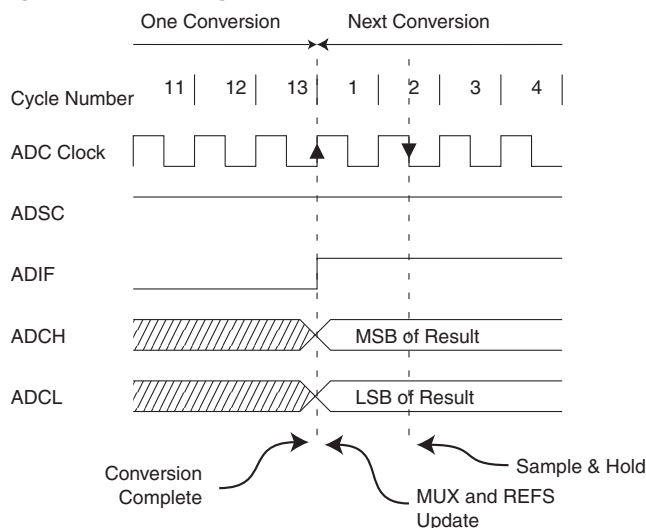 One Conversion Next Conversion
Cycle Number 11 12 13 1 2 3 4
ADC Clock
ADSC
ADIF
ADCH MSB of Result
ADCL LSB of Result
Conversion
Complete
MUX and REFS
Update
Sample & Hold